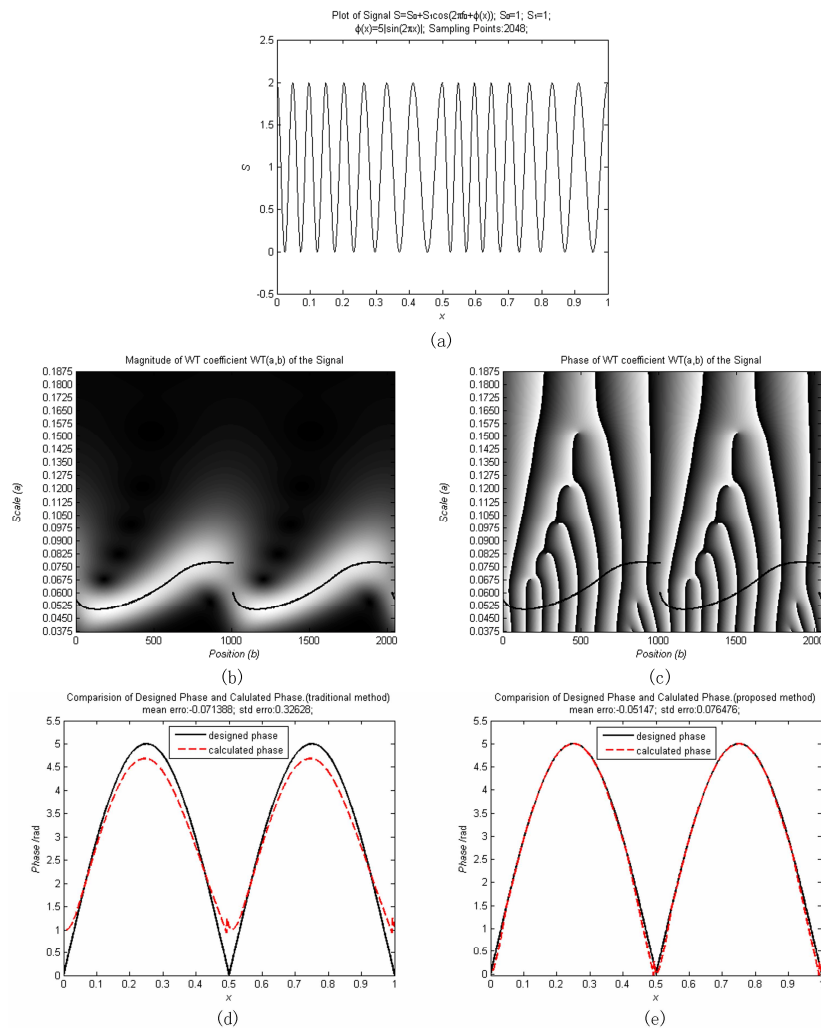 Plot of Signal S=S₀+S₁cos(2πf₀+ϕ(x)); S₀=1; S₁=1;
ϕ(x)=5|sin(2πx)|; Sampling Points:2048;
2.5
2
1.5
1
0.5
0
-0.5
S
0 0.1 0.2 0.3 0.4 0.5 0.6 0.7 0.8 0.9 1
x
(a)
Magnitude of WT coefficient WT(a,b) of the Signal
0.1875
0.1800
0.1725
0.1650
0.1575
0.1500
0.1425
0.1350
0.1275
0.1200
0.1125
0.1050
0.0975
0.0900
0.0825
0.0750
0.0675
0.0600
0.0525
0.0450
0.0375
Scale (a)
0 500 1000 1500 2000
Position (b)
(b)
Phase of WT coefficient WT(a,b) of the Signal
0.1875
0.1800
0.1725
0.1650
0.1575
0.1500
0.1425
0.1350
0.1275
0.1200
0.1125
0.1050
0.0975
0.0900
0.0825
0.0750
0.0675
0.0600
0.0525
0.0450
0.0375
Scale (a)
0 500 1000 1500 2000
Position (b)
(c)
Comparision of Designed Phase and Calulated Phase.(traditional method)
mean erro:-0.071388; std erro:0.32628;
5.5
5
4.5
4
3.5
3
2.5
2
1.5
1
0.5
0
Phase /rad
designed phase
calculated phase
0 0.1 0.2 0.3 0.4 0.5 0.6 0.7 0.8 0.9 1
x
(d)
Comparision of Designed Phase and Calulated Phase.(proposed method)
mean erro:-0.05147; std erro:0.076476;
5.5
5
4.5
4
3.5
3
2.5
2
1.5
1
0.5
0
Phase /rad
designed phase
calculated phase
0 0.1 0.2 0.3 0.4 0.5 0.6 0.7 0.8 0.9 1
x
(e)